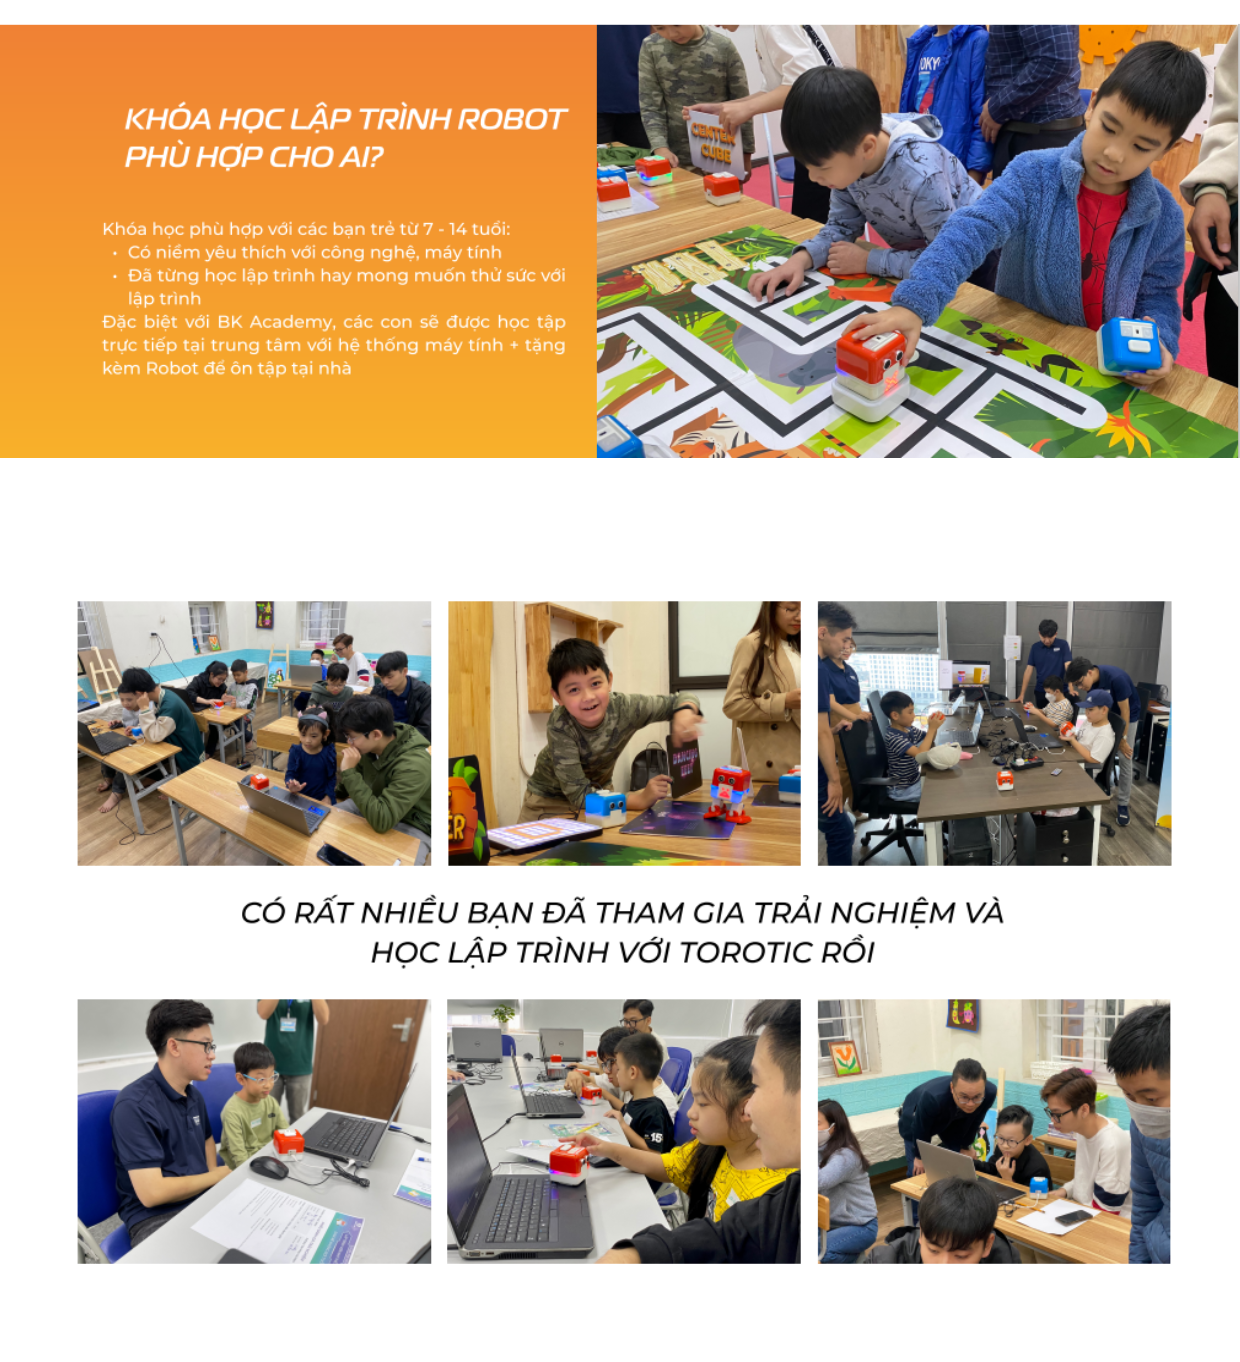 KHÓA HỌC LẬP TRÌNH ROBOT
PHÙ HỢP CHO AI?
Khóa học phù hợp với các bạn trẻ từ 7 - 14 tuổi:
• Có niềm yêu thích với công nghệ, máy tính
• Đã từng học lập trình hay mong muốn thử sức với
lập trình
Đặc biệt với BK Academy, các con sẽ được học tập
trực tiếp tại trung tâm với hệ thống máy tính + tặng
kèm Robot để ôn tập tại nhà
CENTER
CUBE
CÓ RẤT NHIỀU BẠN ĐÃ THAM GIA TRẢI NGHIỆM VÀ
HỌC LẬP TRÌNH VỚI TOROTIC RỒI